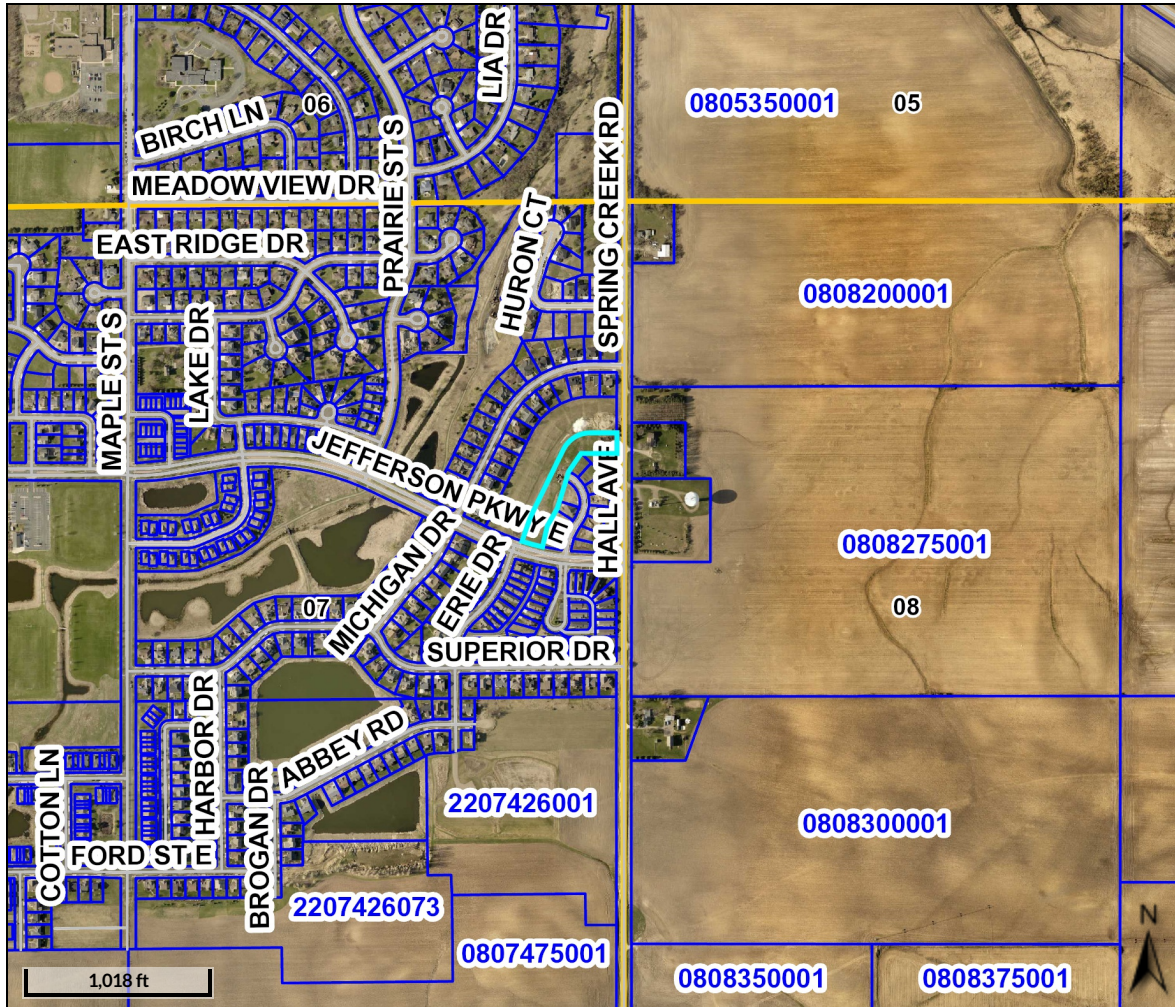 LIA DR
0805350001
05
06
BIRCH LN
SPRING CREEK RD
PRAIRIE ST S
MEADOW VIEW DR
HURON CT
EAST RIDGE DR
0808200001
LAKE DR
MAPLE ST S
JEFFERSON PKWY E
HALL AVE
0808275001
MICHIGAN DR
ERIE DR
07
08
SUPERIOR DR
HARBOR DR
ABBEY RD
COTTON LN
BROGAN DR
2207426001
0808300001
FORD ST E
2207426073
N
0807475001
0808350001
0808375001
1,018 ft